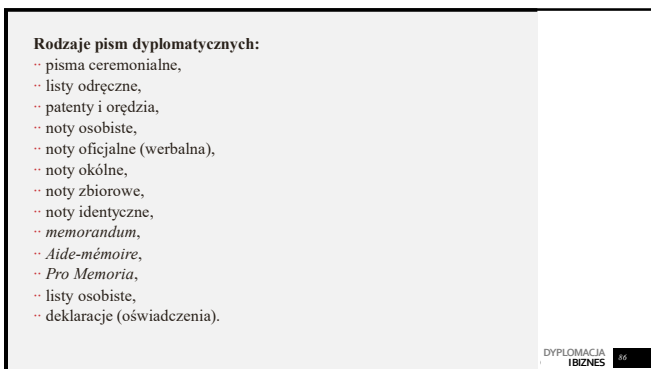 Rodzaje pism dyplomatycznych:
·· pisma ceremonialne,
·· listy odręczne,
·· patenty i orędzia,
·· noty osobiste,
·· noty oficjalne (werbalna),
·· noty okólne,
·· noty zbiorowe,
·· noty identyczne,
·· memorandum,
·· Aide-mémoire,
·· Pro Memoria,
·· listy osobiste,
·· deklaracje (oświadczenia).
DYPLOMACJA
I BIZNES
86